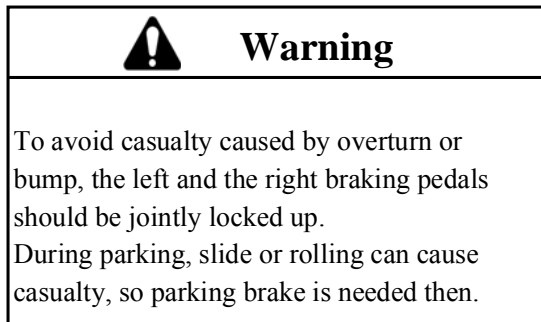 Warning
To avoid casualty caused by overturn or
bump, the left and the right braking pedals
should be jointly locked up.
During parking, slide or rolling can cause
casualty, so parking brake is needed then.